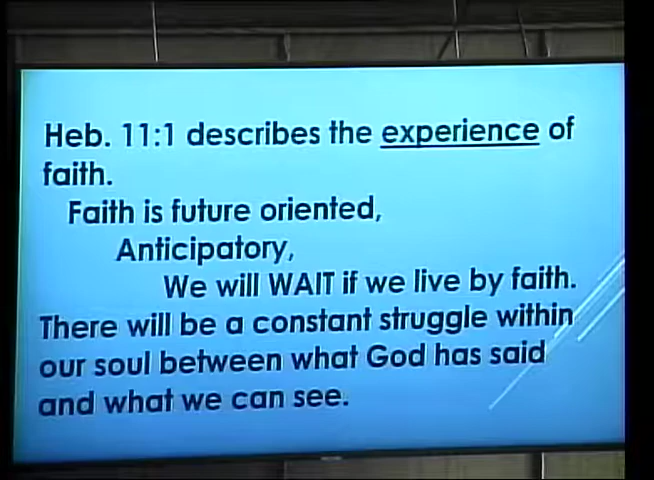 Heb. 11:1 describes the experience of
faith.
Faith is future oriented,
Anticipatory,
We will WAIT if we live by faith.
There will be a constant struggle within
our soul between what God has said
and what we can see.